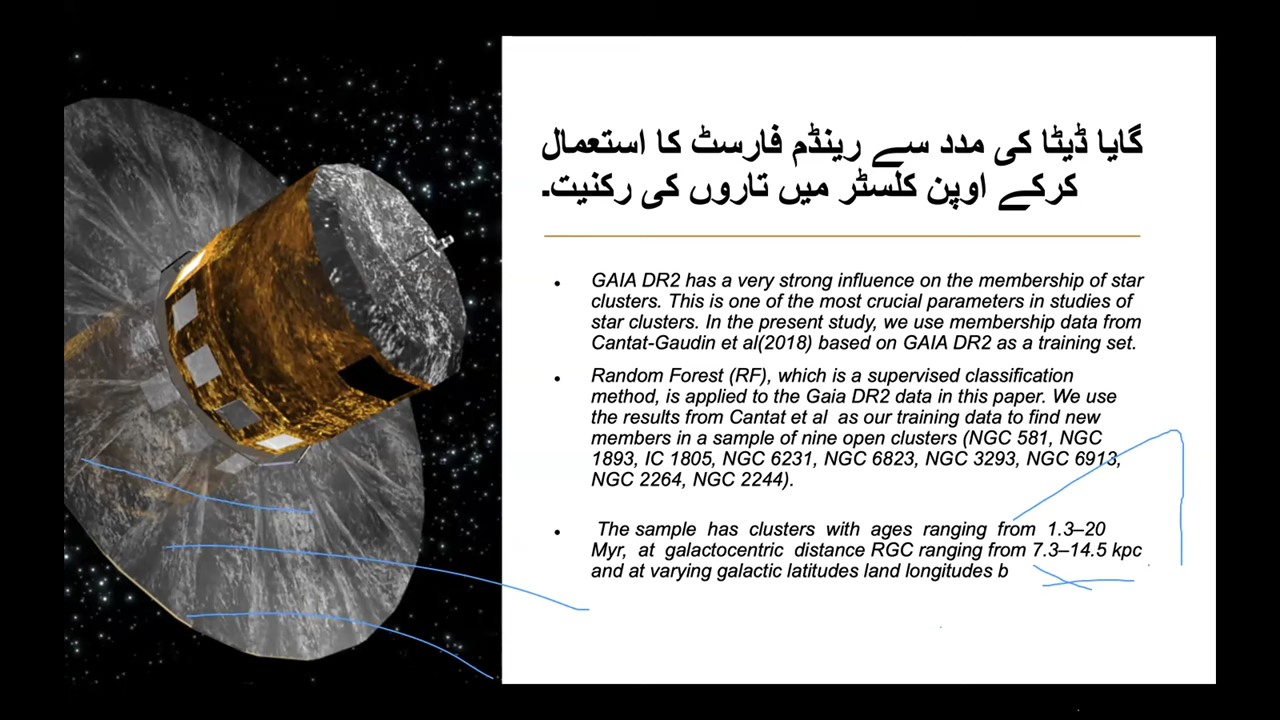 گایا ڈیٹا کی مدد سے رینڈم فارسٹ کا استعمال
کرکے اوپن کلسٹر میں تاروں کی رکنیت۔
• GAIA DR2 has a very strong influence on the membership of star
clusters. This is one of the most crucial parameters in studies of
star clusters. In the present study, we use membership data from
Cantat-Gaudin et al(2018) based on GAIA DR2 as a training set.
• Random Forest (RF), which is a supervised classification
method, is applied to the Gaia DR2 data in this paper. We use
the results from Cantat et al as our training data to find new
members in a sample of nine open clusters (NGC 581, NGC
1893, IC 1805, NGC 6231, NGC 6823, NGC 3293, NGC 6913,
NGC 2264, NGC 2244).
• The sample has clusters with ages ranging from 1.3–20
Myr, at galactocentric distance RGC ranging from 7.3–14.5 kpc
and at varying galactic latitudes land longitudes b